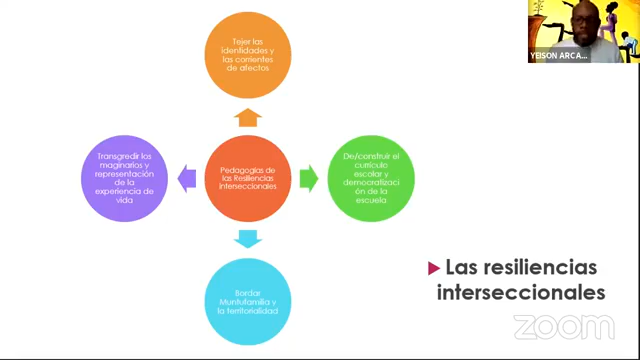 Tejer las
identidades y
las corrientes
de afectos
YEISON ARCA...
Transgredir los
imaginarios y
representación
de la
experiencia de
vida
Pedagogías de
las Resiliencias
interseccionales
De/construir el
currículo
escolar y
democratizaci
ón de la
escuela
Bordar
Muntufamilia y
la territorialidad
Las resiliencias
interseccionales
zoom